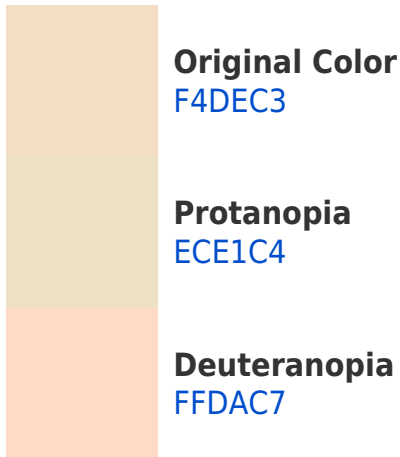 Original Color
F4DEC3
Protanopia
ECE1C4
Deuteranopia
FFDAC7